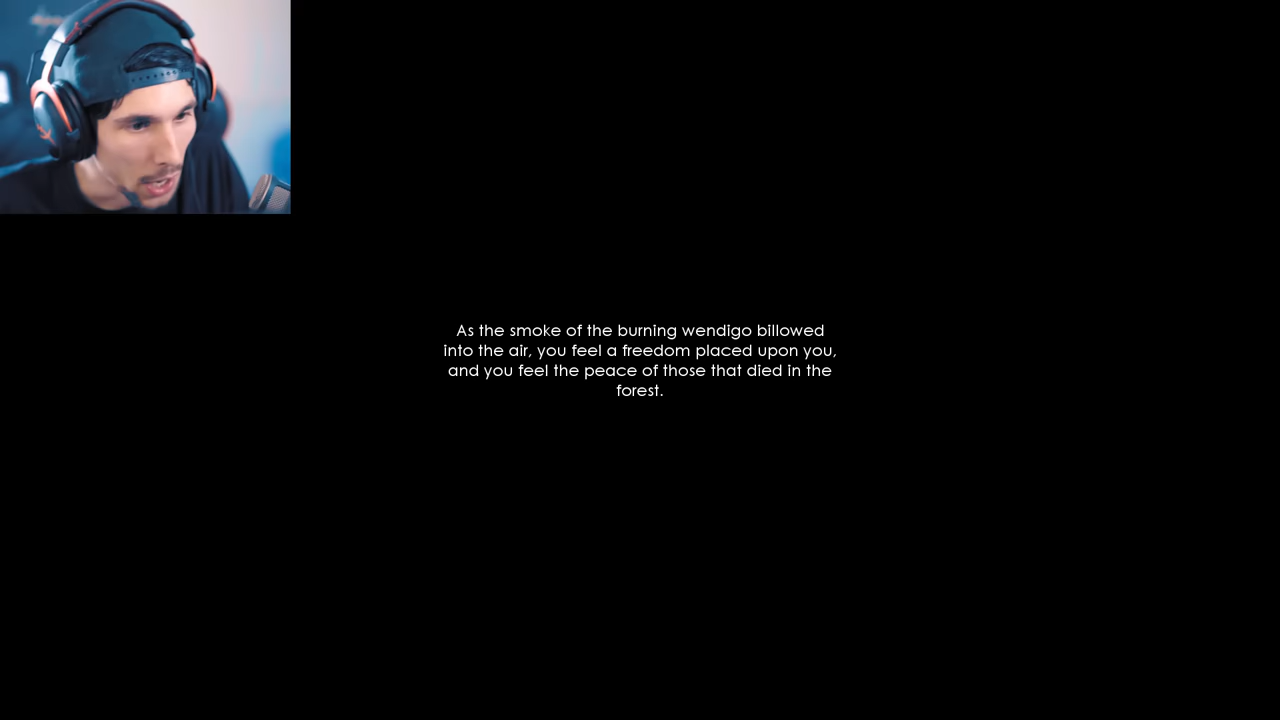 As the smoke of the burning wendigo billowed
into the air, you feel a freedom placed upon you,
and you feel the peace of those that died in the
forest.